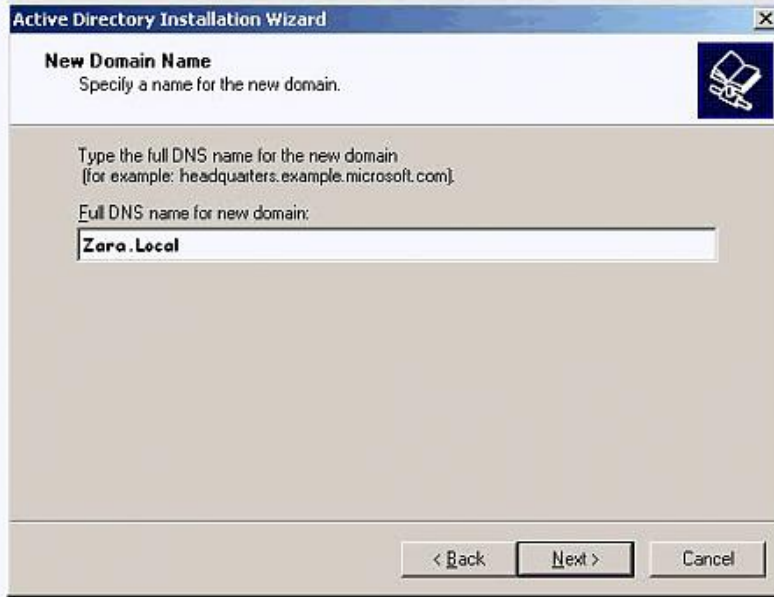 Active Directory Installation Wizard
New Domain Name
Specify a name for the new domain.
Type the full DNS name for the new domain
(for example: headquarters.example.microsoft.com).
Full DNS name for new domain:
Zara.Local
< Back
Next >
Cancel